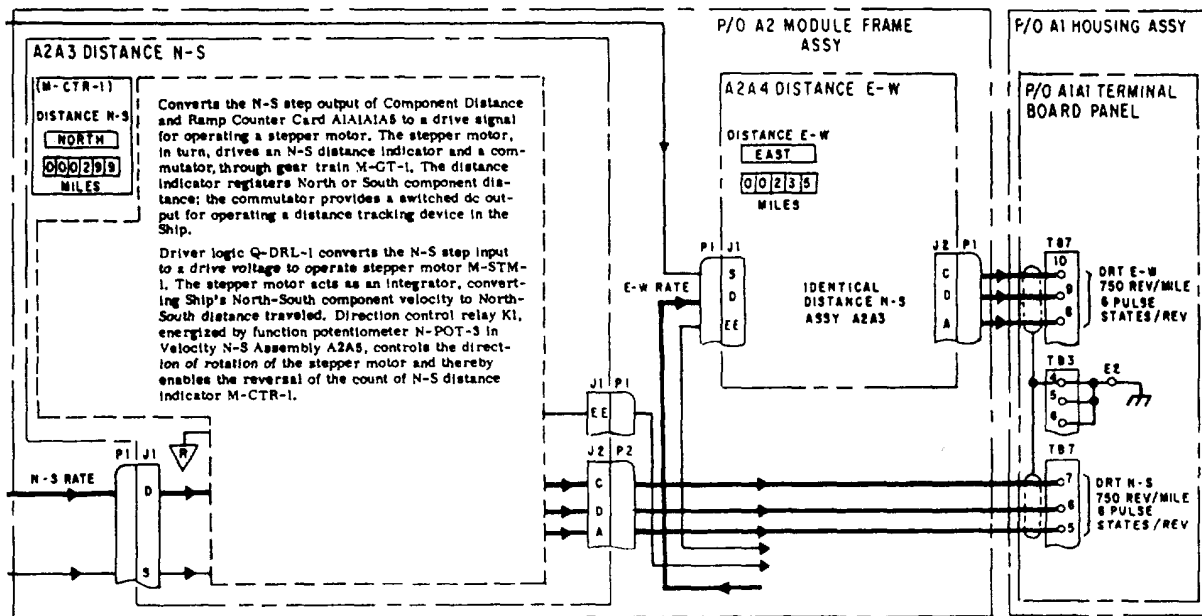 A2A3 DISTANCE N-S
(M-CTR-1)
DISTANCE N-S
NORTH
000299
MILES
Converts the N-S step output of Component Distance
and Ramp Counter Card A1A1A1A6 to a drive signal
for operating a stepper motor. The stepper motor,
in turn, drives an N-S distance indicator and a com-
mutator, through gear train M-GT-1. The distance
indicator registers North or South component dis-
tance; the commutator provides a switched dc out-
put for operating a distance tracking device in the
Ship.
Driver logic Q-DRL-1 converts the N-S step input
to a drive voltage to operate stepper motor M-STM-
1. The stepper motor acts as an integrator, convert-
ing Ship's North-South component velocity to North-
South distance traveled. Direction control relay K1,
energized by function potentiometer N-POT-3 in
Velocity N-S Assembly A2A5, controls the direct-
ion of rotation of the stepper motor and thereby
enables the reversal of the count of N-S distance
indicator M-CTR-1.
R
P1 J1
N-S RATE
D
S
J1 P1
EE
J2 P2
C
D
A
P/O A2 MODULE FRAME
ASSY
A2A4 DISTANCE E-W
DISTANCE E-W
EAST
00235
MILES
P1 J1
E-W RATE
S
D
EE
IDENTICAL
DISTANCE N-S
ASSY A2A3
J2 P1
C
D
A
P/O A1 HOUSING ASSY
P/O A1A1 TERMINAL
BOARD PANEL
TB7
10
9
8
DRT E-W
750 REV/MILE
6 PULSE
STATES/REV
TB3
4
5
6
E2
TB7
7
6
5
DRT N-S
750 REV/MILE
6 PULSE
STATES/REV